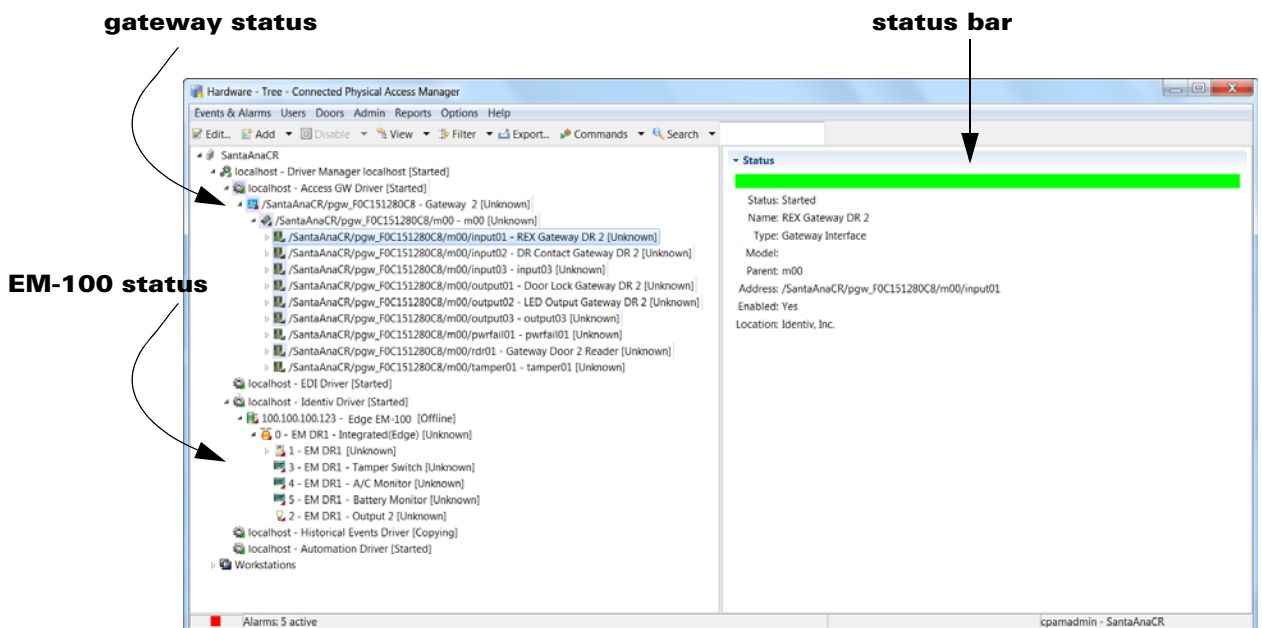 gateway status
status bar
EM-100 status
Hardware - Tree - Connected Physical Access Manager
Events & Alarms Users Doors Admin Reports Options Help
Edit... Add Disable View Filter Export... Commands Search
SantaAnaCR
localhost - Driver Manager localhost [Started]
localhost - Access GW Driver [Started]
/SantaAnaCR/pgw_F0C151280C8 - Gateway 2 [Unknown]
/SantaAnaCR/pgw_F0C151280C8/m00 - m00 [Unknown]
/SantaAnaCR/pgw_F0C151280C8/m00/input01 - REX Gateway DR 2 [Unknown]
/SantaAnaCR/pgw_F0C151280C8/m00/input02 - DR Contact Gateway DR 2 [Unknown]
/SantaAnaCR/pgw_F0C151280C8/m00/input03 - input03 [Unknown]
/SantaAnaCR/pgw_F0C151280C8/m00/output01 - Door Lock Gateway DR 2 [Unknown]
/SantaAnaCR/pgw_F0C151280C8/m00/output02 - LED Output Gateway DR 2 [Unknown]
/SantaAnaCR/pgw_F0C151280C8/m00/output03 - output03 [Unknown]
/SantaAnaCR/pgw_F0C151280C8/m00/pwrfail01 - pwrfail01 [Unknown]
/SantaAnaCR/pgw_F0C151280C8/m00/rdr01 - Gateway Door 2 Reader [Unknown]
/SantaAnaCR/pgw_F0C151280C8/m00/tamper01 - tamper01 [Unknown]
localhost - EDI Driver [Started]
localhost - Identiv Driver [Started]
100.100.100.123 - Edge EM-100 [Offline]
0 - EM DR1 - Integrated(Edge) [Unknown]
1 - EM DR1 [Unknown]
3 - EM DR1 - Tamper Switch [Unknown]
4 - EM DR1 - A/C Monitor [Unknown]
5 - EM DR1 - Battery Monitor [Unknown]
2 - EM DR1 - Output 2 [Unknown]
localhost - Historical Events Driver [Copying]
localhost - Automation Driver [Started]
Workstations
Status
Status: Started
Name: REX Gateway DR 2
Type: Gateway Interface
Model:
Parent: m00
Address: /SantaAnaCR/pgw_F0C151280C8/m00/input01
Enabled: Yes
Location: Identiv, Inc.
Alarms: 5 active
cpamadmin - SantaAnaCR